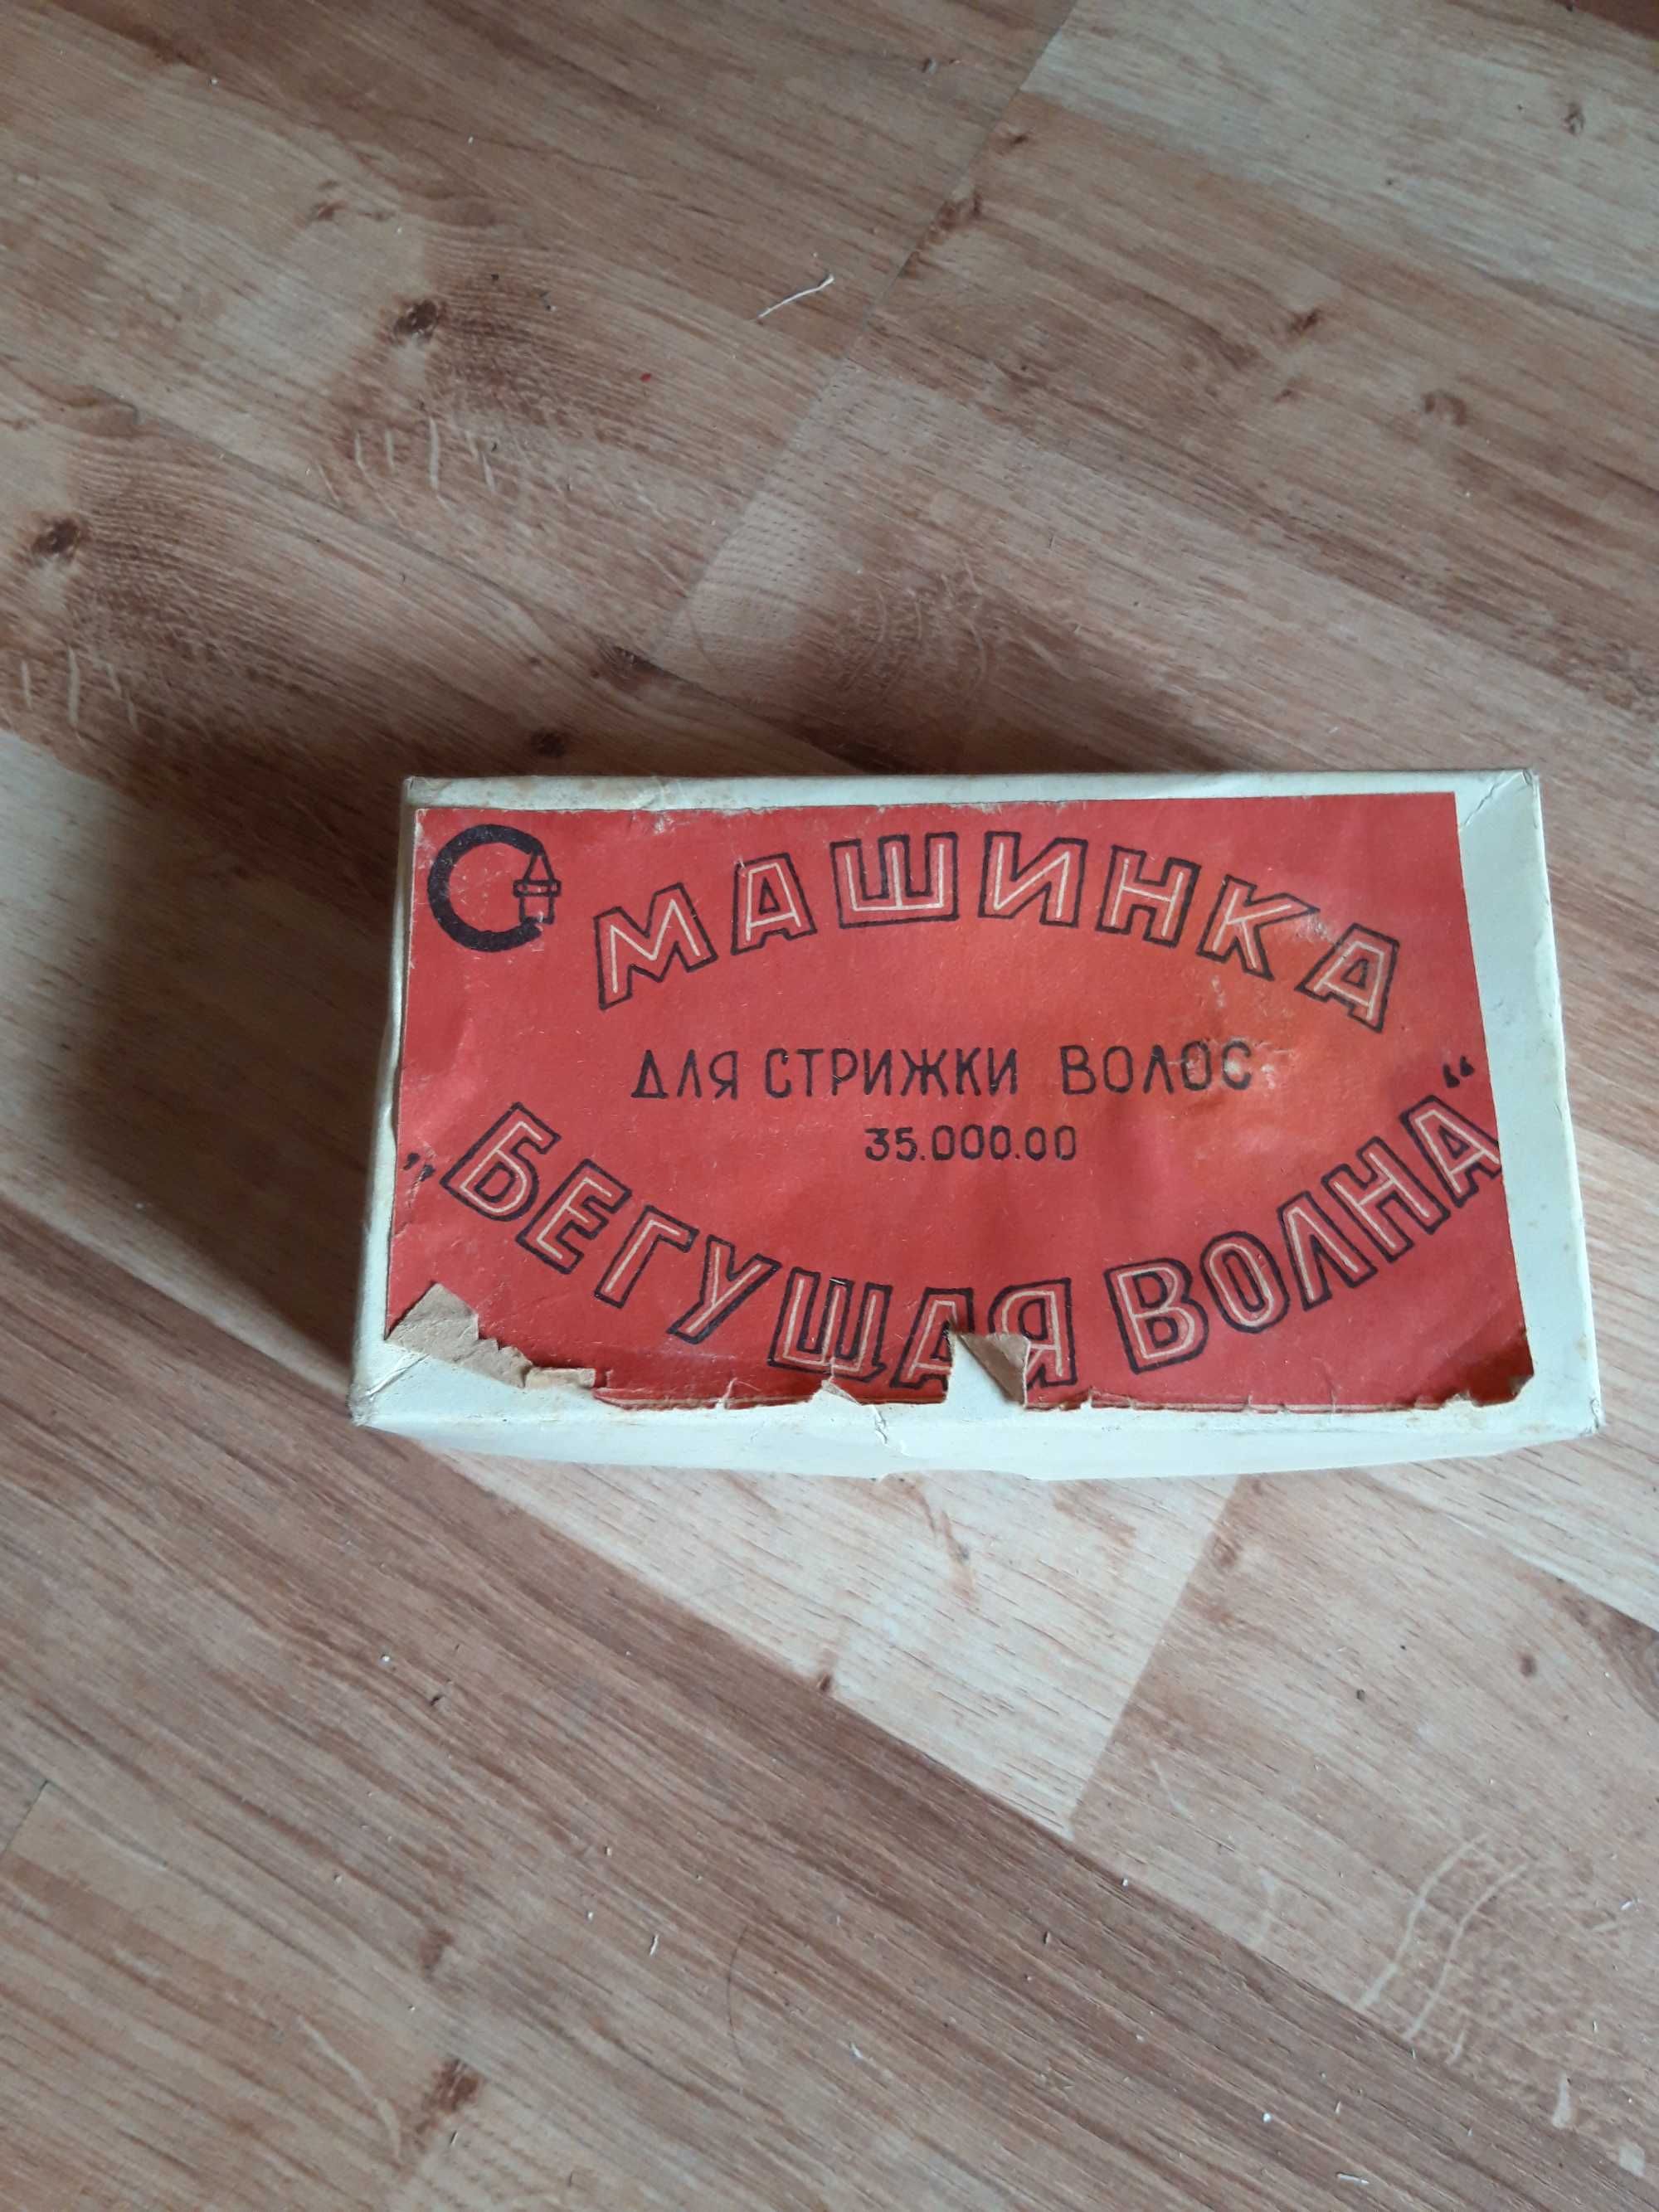 МАШИНКА
ДЛЯ СТРИЖКИ ВОЛОС
35.000.00
„БЕГУЩАЯ ВОЛНА“